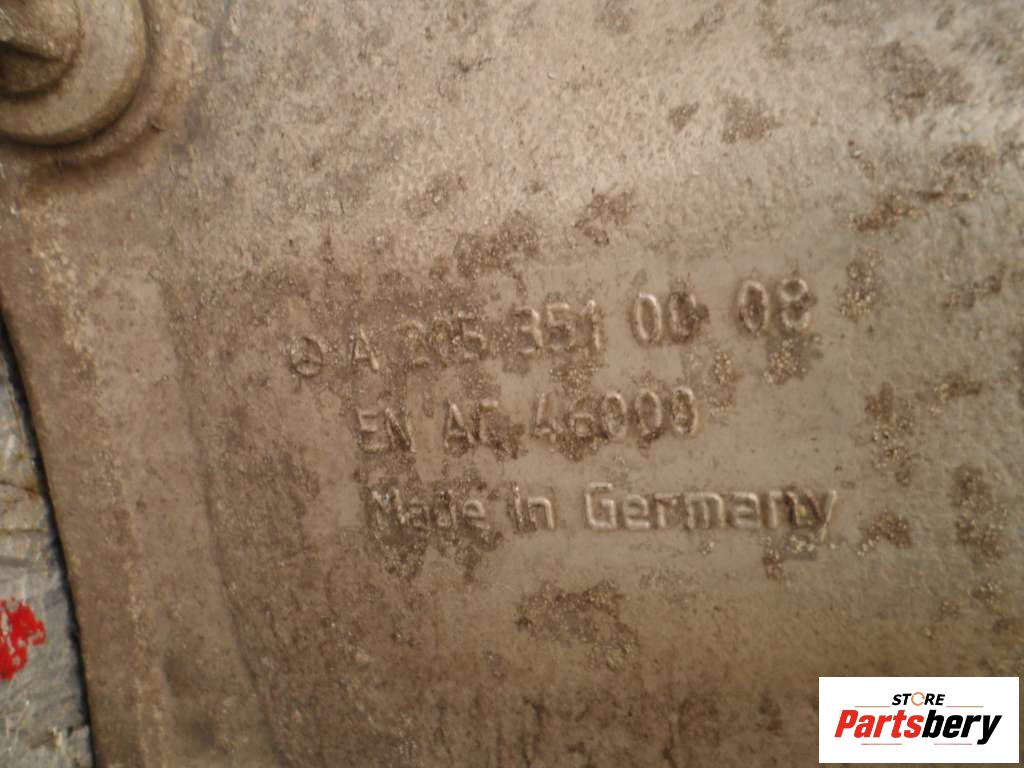 A 205 351 00 08
EN AC 46000
Made in Germany
STORE
Partsbery